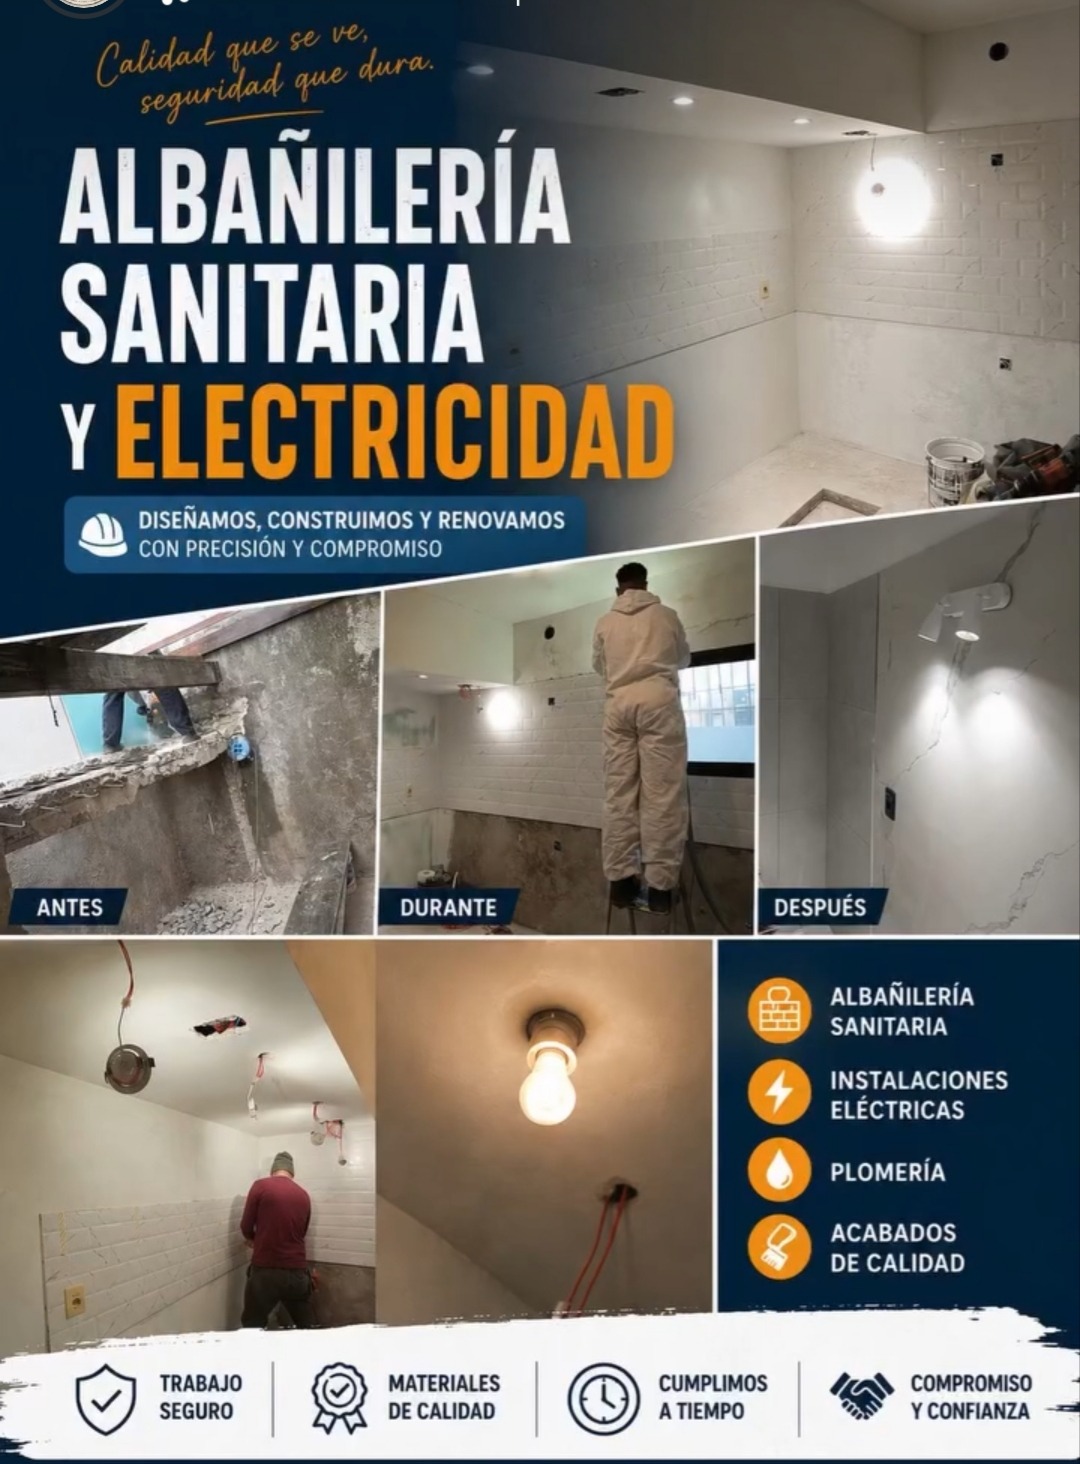 Calidad que se ve,
seguridad que dura.
ALBAÑILERÍA
SANITARIA
Y ELECTRICIDAD
DISEÑAMOS, CONSTRUIMOS Y RENOVAMOS
CON PRECISIÓN Y COMPROMISO
ANTES
DURANTE
DESPUÉS
ALBAÑILERÍA
SANITARIA
INSTALACIONES
ELÉCTRICAS
PLOMERÍA
ACABADOS
DE CALIDAD
TRABAJO
SEGURO
MATERIALES
DE CALIDAD
CUMPLIMOS
A TIEMPO
COMPROMISO
Y CONFIANZA